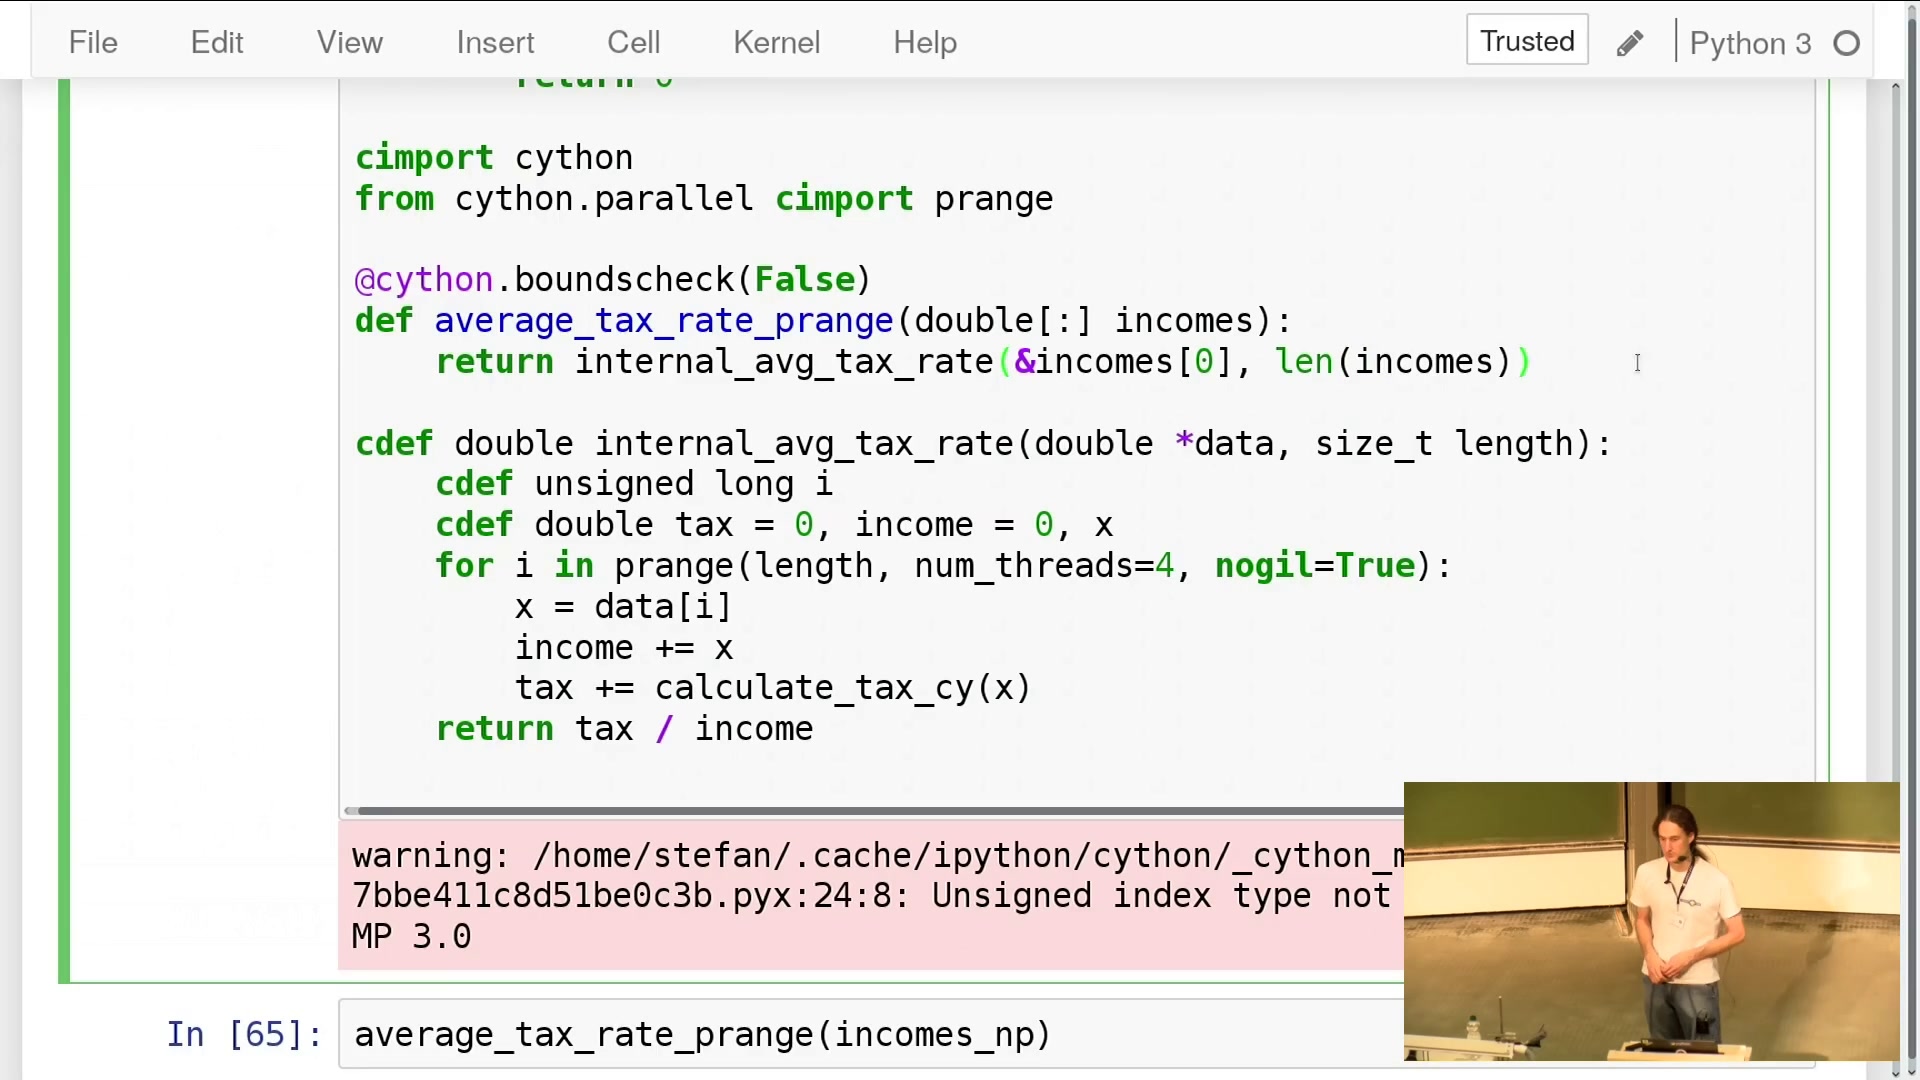 File Edit View Insert Cell Kernel Help Trusted Python 3
return 0
cimport cython
from cython.parallel cimport prange
@cython.boundscheck(False)
def average_tax_rate_prange(double[:] incomes):
    return internal_avg_tax_rate(&incomes[0], len(incomes))
cdef double internal_avg_tax_rate(double *data, size_t length):
    cdef unsigned long i
    cdef double tax = 0, income = 0, x
    for i in prange(length, num_threads=4, nogil=True):
        x = data[i]
        income += x
        tax += calculate_tax_cy(x)
    return tax / income
warning: /home/stefan/.cache/ipython/cython/_cython_m
7bbe411c8d51be0c3b.pyx:24:8: Unsigned index type not
MP 3.0
In [65]: average_tax_rate_prange(incomes_np)